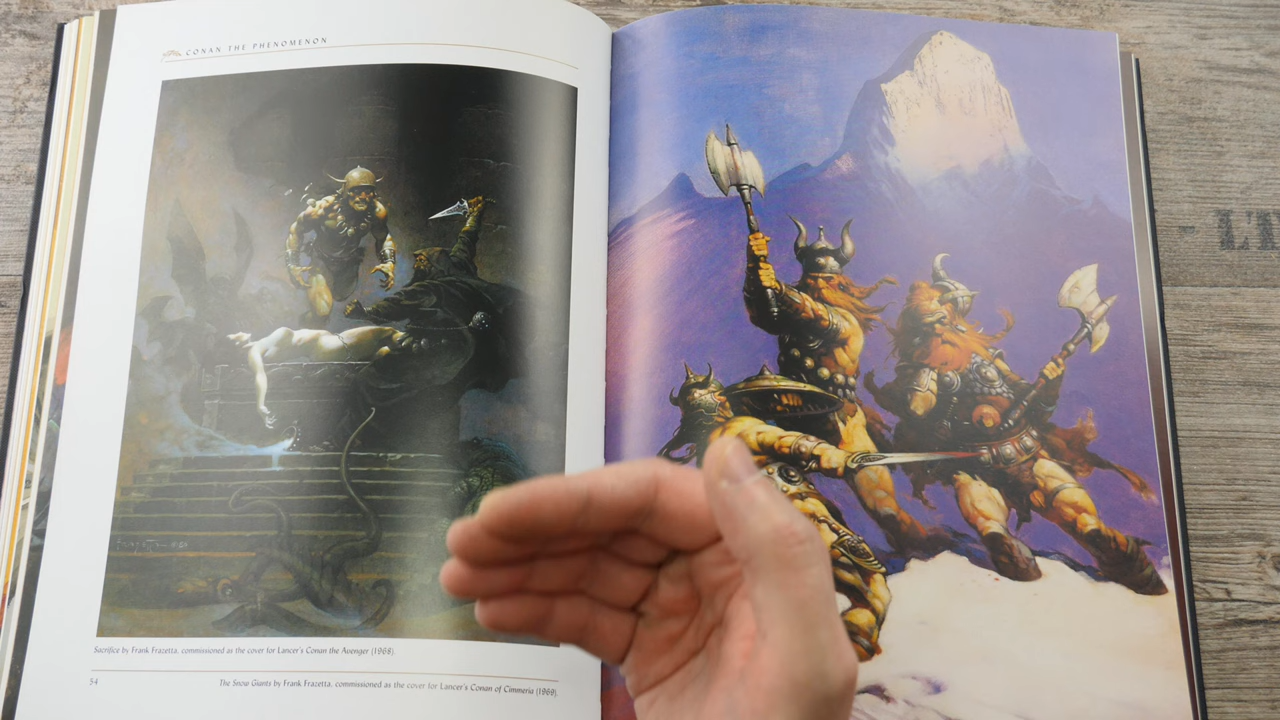 CONAN THE PHENOMENON
Sacrifice by Frank Frazetta, commissioned as the cover for Lancer's Conan the Avenger (1968).
54
The Snow Giants by Frank Frazetta, commissioned as the cover for Lancer's Conan of Cimmeria (1969).